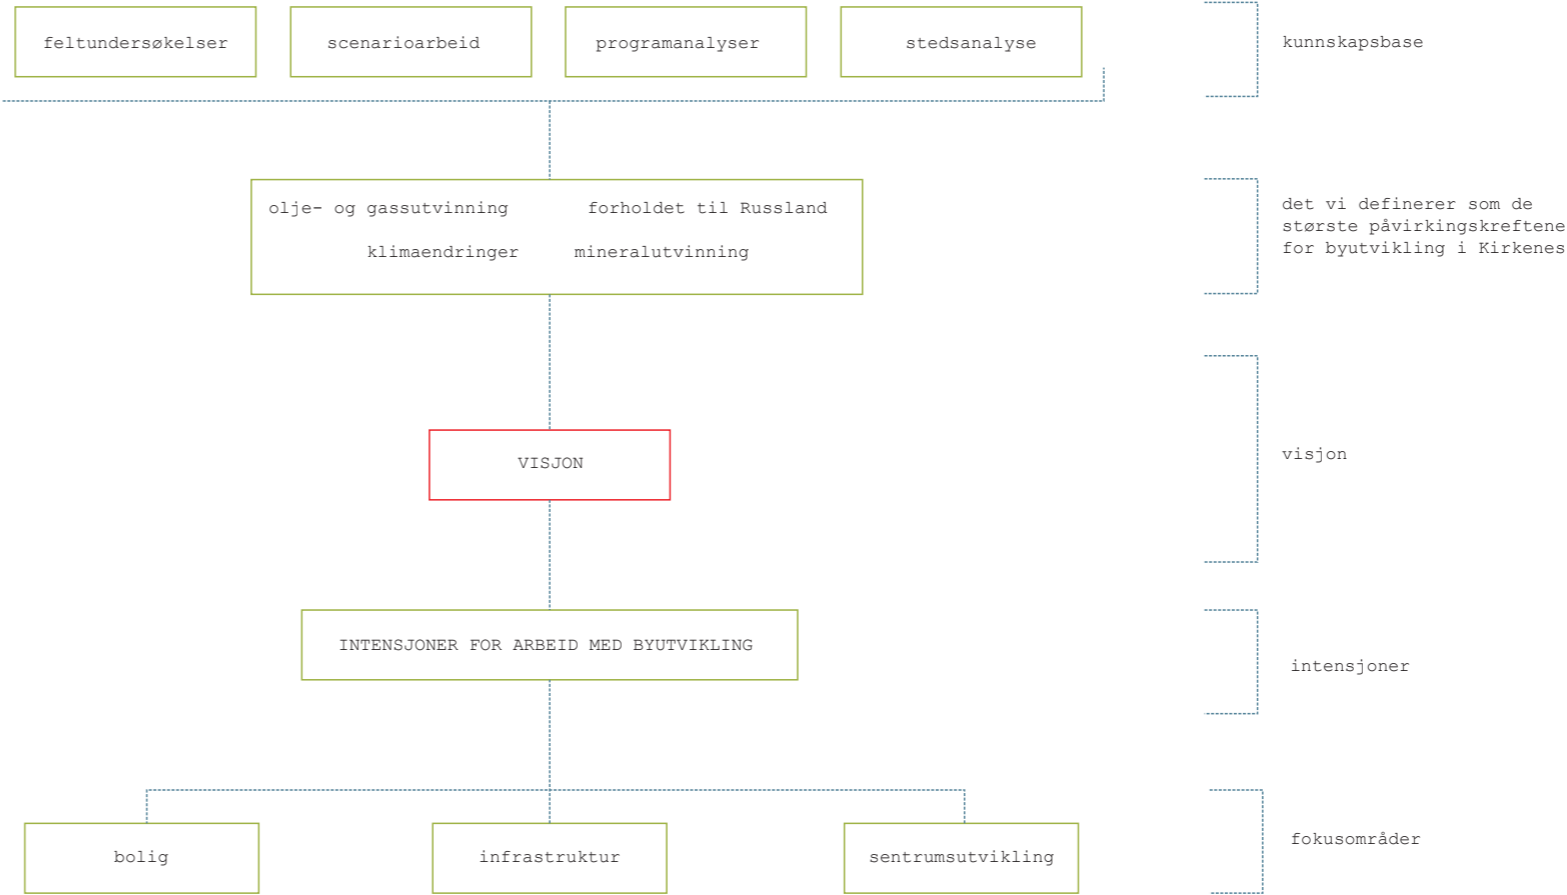 feltundersøkelser
scenarioarbeid
programanalyser
stedsanalyse
kunnskapsbase
olje- og gassutvinning
forholdet til Russland
klimaendringer
mineralutvinning
det vi definerer som de
største påvirkingskreftene
for byutvikling i Kirkenes
VISJON
visjon
INTENSJONER FOR ARBEID MED BYUTVIKLING
intensjoner
bolig
infrastruktur
sentrumsutvikling
fokusområder